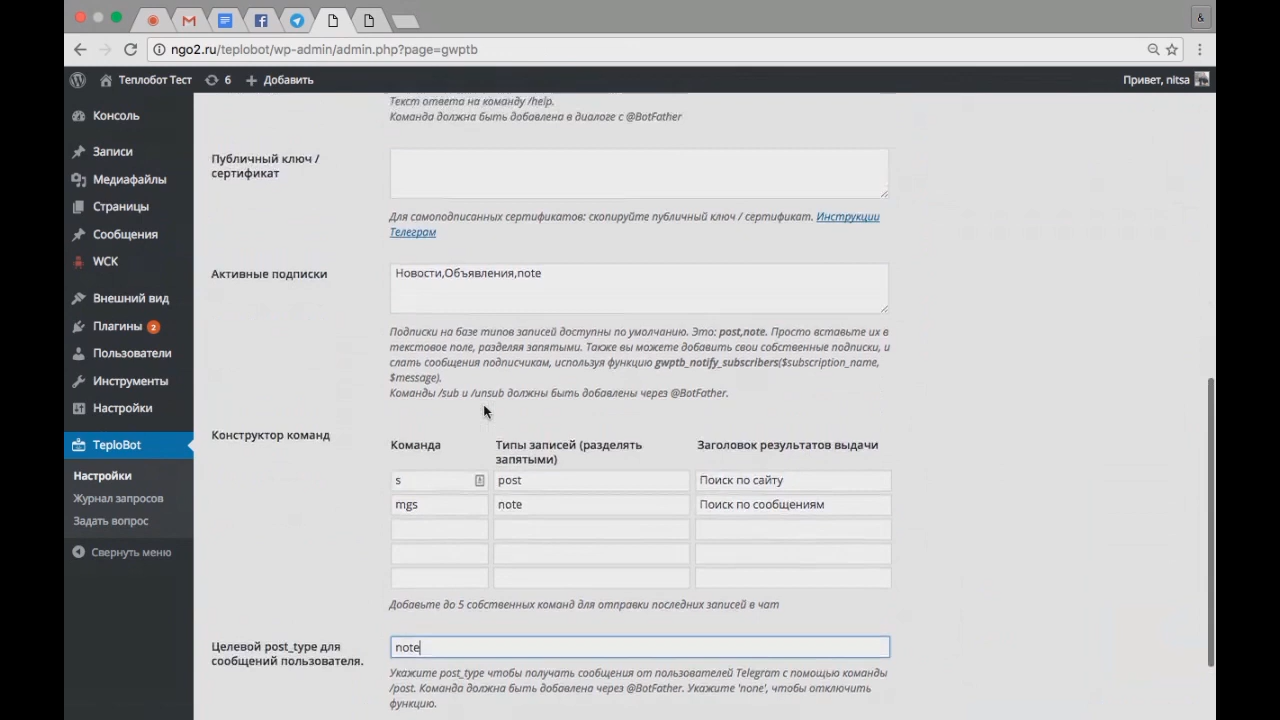 ngo2.ru/teplobot/wp-admin/admin.php?page=gwptb
Теплобот Тест 6 Добавить Привет, nitsa
Консоль
Записи
Медиафайлы
Страницы
Сообщения
WCK
Внешний вид
Плагины 2
Пользователи
Инструменты
Настройки
TeploBot
Настройки
Журнал запросов
Задать вопрос
Свернуть меню
Текст ответа на команду /help.
Команда должна быть добавлена в диалоге с @BotFather
Публичный ключ /
сертификат
Для самоподписанных сертификатов: скопируйте публичный ключ / сертификат. Инструкции
Телеграм
Активные подписки
Новости,Объявления,note
Подписки на базе типов записей доступны по умолчанию. Это: post,note. Просто вставьте их в
текстовое поле, разделяя запятыми. Также вы можете добавить свои собственные подписки, и
слать сообщения подписчикам, используя функцию gwptb_notify_subscribers($subscription_name,
$message).
Команды /sub и /unsub должны быть добавлены через @BotFather.
Конструктор команд
Команда Типы записей (разделять Заголовок результатов выдачи
запятыми)
s post Поиск по сайту
mgs note Поиск по сообщениям
Добавьте до 5 собственных команд для отправки последних записей в чат
Целевой post_type для
сообщений пользователя.
note
Укажите post_type чтобы получать сообщения от пользователей Telegram с помощью команды
/post. Команда должна быть добавлена через @BotFather. Укажите 'none', чтобы отключить
функцию.